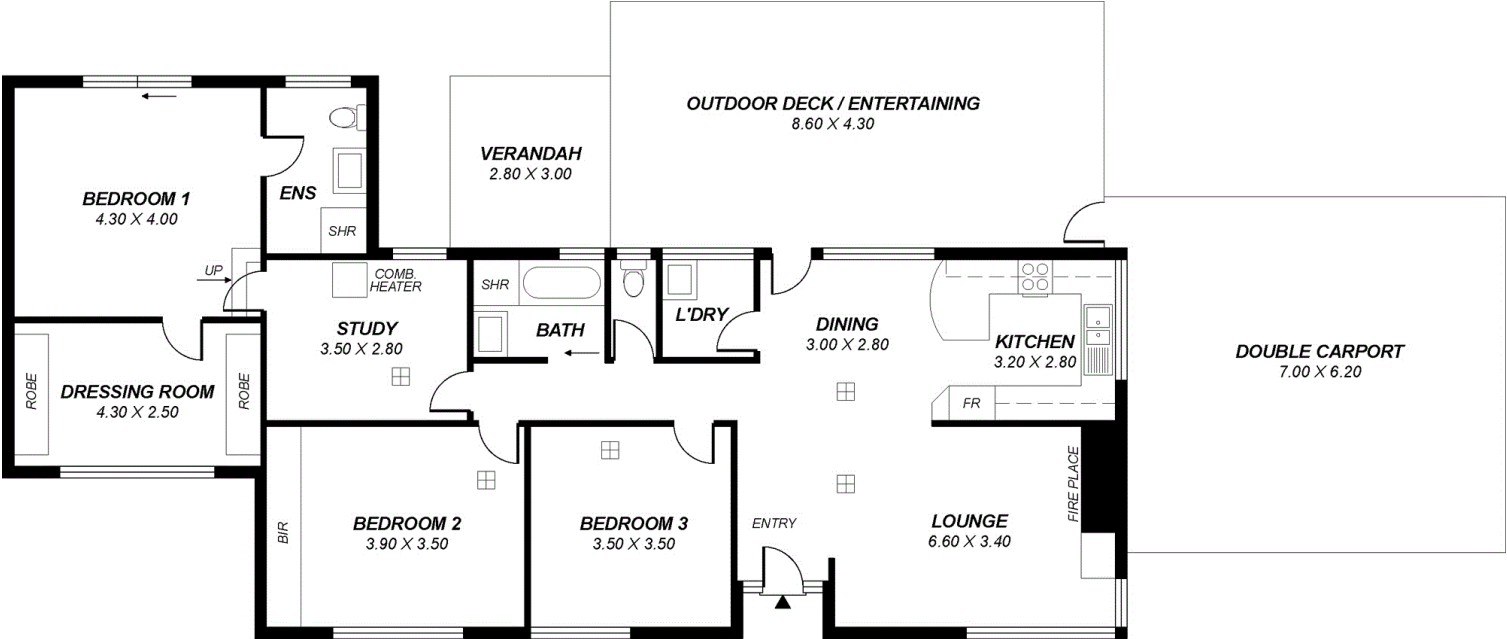 OUTDOOR DECK / ENTERTAINING
8.60 X 4.30
VERANDAH
2.80 X 3.00
BEDROOM 1
4.30 X 4.00
ENS
SHR
UP
COMB.
HEATER
SHR
BATH
L'DRY
STUDY
3.50 X 2.80
DINING
3.00 X 2.80
KITCHEN
3.20 X 2.80
FR
DOUBLE CARPORT
7.00 X 6.20
ROBE
DRESSING ROOM
4.30 X 2.50
ROBE
BIR
BEDROOM 2
3.90 X 3.50
BEDROOM 3
3.50 X 3.50
ENTRY
LOUNGE
6.60 X 3.40
FIRE PLACE